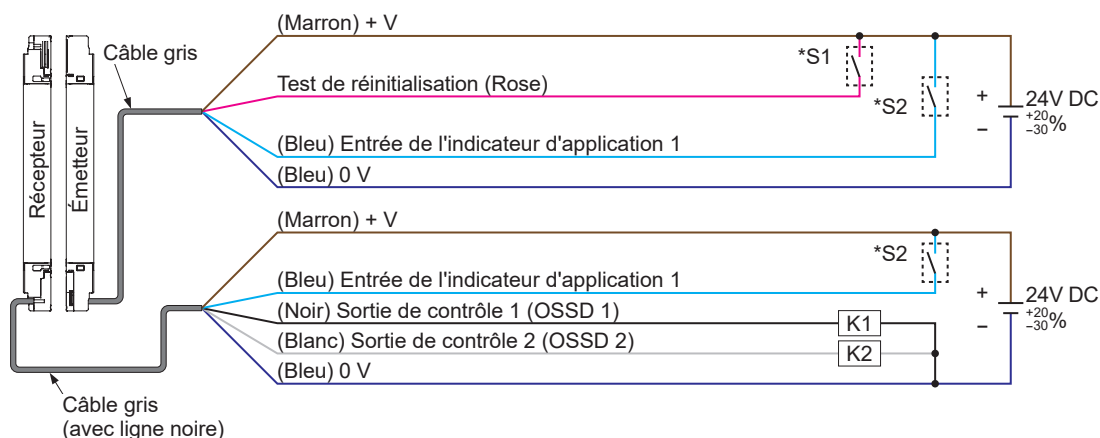 (Marron) + V
Câble gris
*S1
Test de réinitialisation (Rose)
*S2
+
24V DC
+20
–30 %
–
(Bleu) Entrée de l'indicateur d'application 1
(Bleu) 0 V
Récepteur
Émetteur
(Marron) + V
*S2
(Bleu) Entrée de l'indicateur d'application 1
+
24V DC
+20
–30 %
–
(Noir) Sortie de contrôle 1 (OSSD 1)
K1
(Blanc) Sortie de contrôle 2 (OSSD 2)
K2
(Bleu) 0 V
Câble gris
(avec ligne noire)